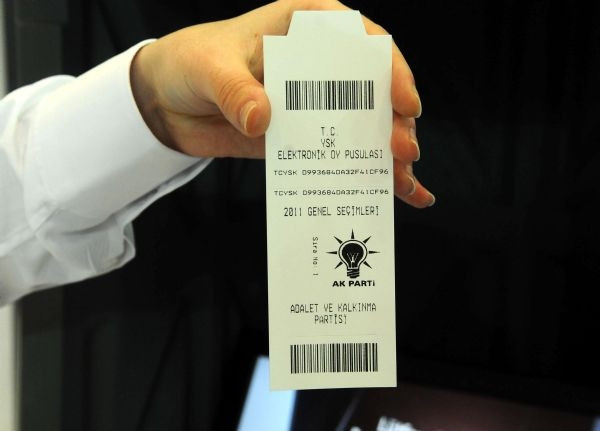 T.C.
YSK
ELEKTRONİK OY PUSULASI
TCYSK D993684DA32F41CF96
TCYSK D993684DA32F41CF96
2011 GENEL SEÇİMLERİ
Sıra No: 1
AK PARTİ
ADALET VE KALKINMA
PARTİSİ